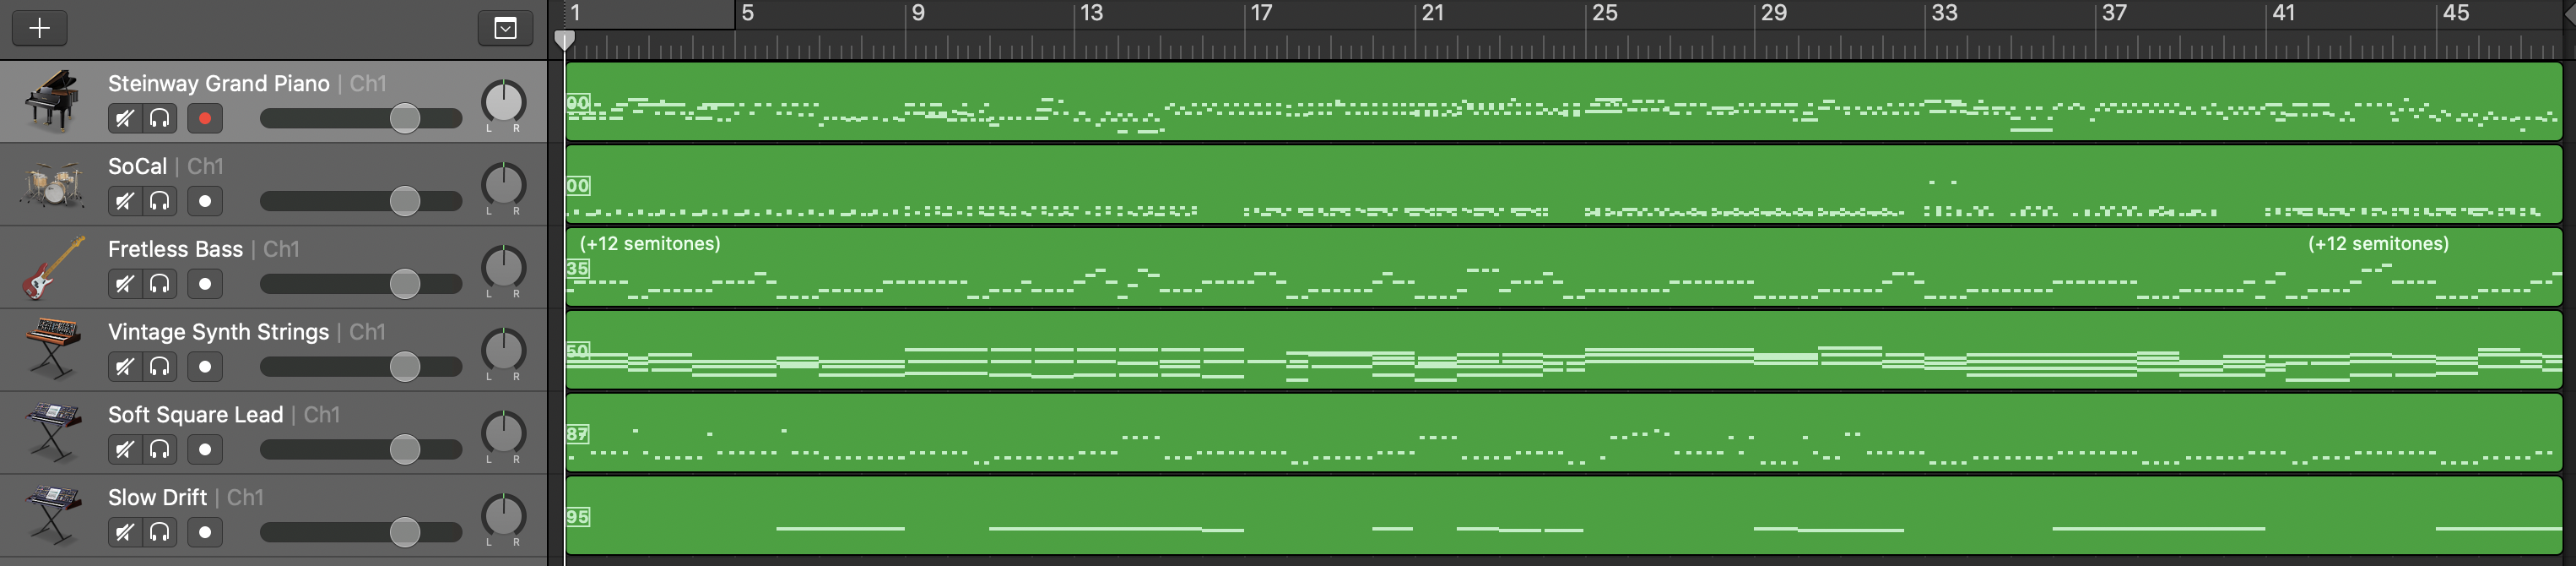 1 5 9 13 17 21 25 29 33 37 41 45
Steinway Grand Piano | Ch1
L R
00
SoCal | Ch1
L R
00
Fretless Bass | Ch1
L R
(+12 semitones) (+12 semitones)
35
Vintage Synth Strings | Ch1
L R
50
Soft Square Lead | Ch1
L R
87
Slow Drift | Ch1
L R
95